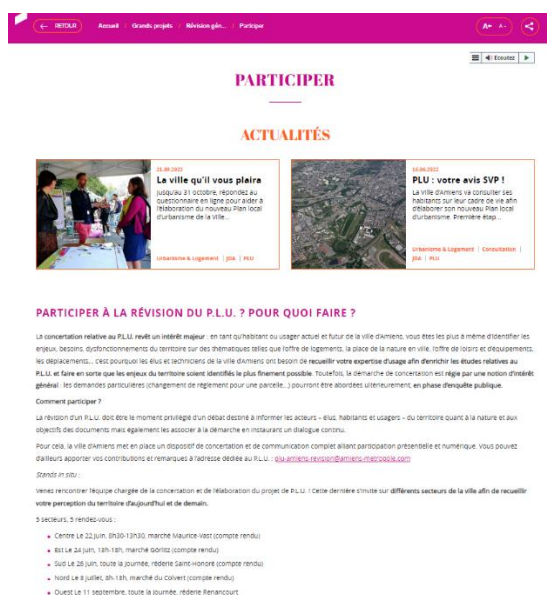 RETOUR Accueil / Grands projets / Révision gén... / Participer A+ A-
Ecoutez
PARTICIPER
ACTUALITÉS
21.09.2022
La ville qu'il vous plaira
Jusqu'au 31 octobre, répondez au
questionnaire en ligne pour aider à
l'élaboration du nouveau Plan local
d'urbanisme de la Ville...
Urbanisme & Logement | JDA | PLU
PLU : votre avis SVP !
La Ville d'Amiens va consulter ses
habitants sur leur cadre de vie afin
d'élaborer son nouveau Plan local
d'urbanisme. Première étap...
Urbanisme & Logement | Consultation |
JDA | PLU
PARTICIPER À LA RÉVISION DU P.L.U. ? POUR QUOI FAIRE ?
La concertation relative au P.L.U. revêt un intérêt majeur : en tant qu'habitant ou usager actuel et futur de la ville d'Amiens, vous êtes les plus à même d'identifier les
enjeux, besoins, dysfonctionnements du territoire sur des thématiques telles que l'offre de logements, la place de la nature en ville, l'offre de loisirs et d'équipements,
les déplacements... c'est pourquoi les élus et techniciens de la ville d'Amiens ont besoin de recueillir votre expertise d'usage afin d'enrichir les études relatives au
P.L.U. et faire en sorte que les enjeux du territoire soient identifiés le plus finement possible. Toutefois, la démarche de concertation est régie par une notion d'intérêt
général : les demandes particulières (changement de règlement pour une parcelle...) pourront être abordées ultérieurement, en phase d'enquête publique.
Comment participer ?
La révision d'un P.L.U. doit être le moment privilégié d'un débat destiné à informer les acteurs – élus, habitants et usagers – du territoire quant à la nature et aux
objectifs des documents mais également les associer à la démarche en instaurant un dialogue continu.
Pour cela, la ville d'Amiens met en place un dispositif de concertation et de communication complet alliant participation présentielle et numérique. Vous pouvez
d'ailleurs apporter vos contributions et remarques à l'adresse dédiée au P.L.U. : plu-amiens-revision@amiens-metropole.com
Stands in situ :
Venez rencontrer l'équipe chargée de la concertation et de l'élaboration du projet de P.L.U. ! Cette dernière s'invite sur différents secteurs de la ville afin de recueillir
votre perception du territoire d'aujourd'hui et de demain.
5 secteurs, 5 rendez-vous :
Centre Le 22 juin, 8h30-13h30, marché Maurice-Vast (compte rendu)
Est Le 24 juin, 16h-18h, marché Görlitz (compte rendu)
Sud Le 26 juin, toute la journée, réderie Saint-Honoré (compte rendu)
Nord Le 8 juillet, 8h-13h, marché du Colvert (compte rendu)
Ouest Le 11 septembre, toute la journée, réderie Renancourt